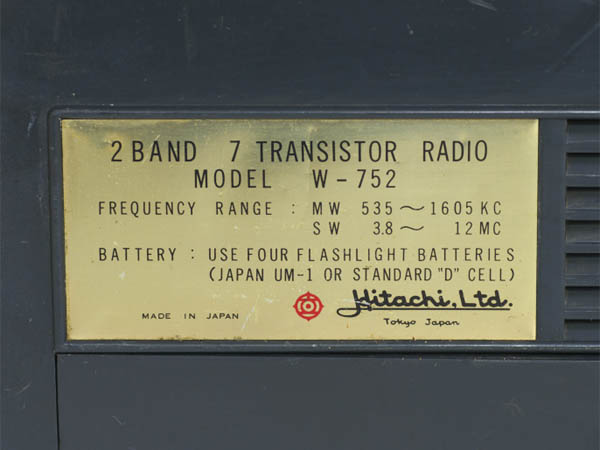 2 BAND 7 TRANSISTOR RADIO
MODEL W-752
FREQUENCY RANGE : MW 535 ~ 1605 KC
SW 3.8 ~ 12 MC
BATTERY : USE FOUR FLASHLIGHT BATTERIES
(JAPAN UM-1 OR STANDARD "D" CELL)
MADE IN JAPAN
Hitachi, Ltd.
Tokyo Japan